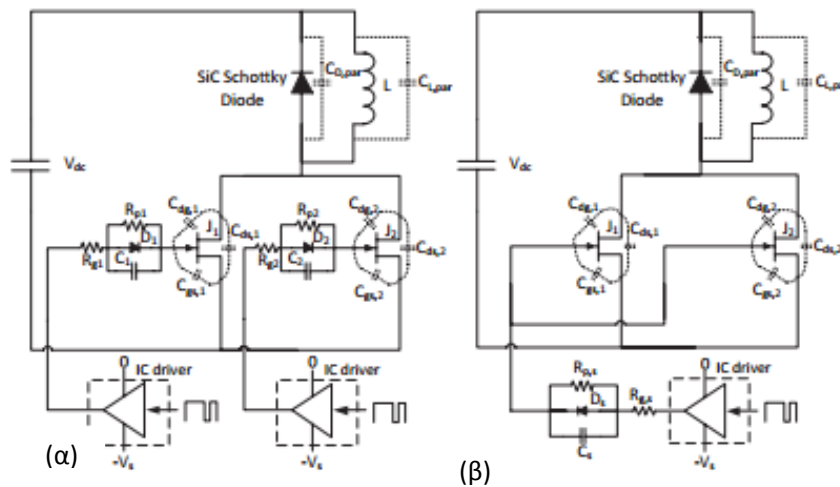 SiC Schottky
Diode
C_D,par
L
C_L,par
V_dc
R_p1
D_1
R_g1
C_1
C_dg,1
J_1
C_ds,1
C_gs,1
R_p2
D_2
R_g2
C_2
C_dg,2
J_2
C_ds,2
C_gs,2
0
IC driver
-V_s
0
IC driver
-V_s
(α)
SiC Schottky
Diode
C_D,par
L
C_L,par
V_dc
C_dg,1
J_1
C_ds,1
C_gs,1
C_dg,2
J_2
C_ds,2
C_gs,2
R_p,s
D_s
R_g,s
C_s
0
IC driver
-V_s
(β)